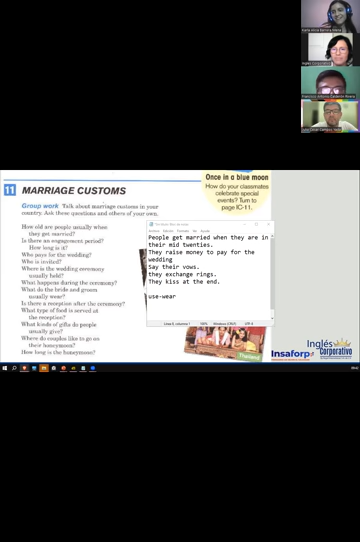 Once in a blue moon
How do your classmates
celebrate special
events? Turn to
page IC-11.
11 MARRIAGE CUSTOMS
Group work Talk about marriage customs in your
country. Ask these questions and others of your own.
How old are people usually when
they get married?
Is there an engagement period?
How long is it?
Who pays for the wedding?
Who is invited?
Where is the wedding ceremony
usually held?
What happens during the ceremony?
What do the bride and groom
usually wear?
Is there a reception after the ceremony?
What type of food is served at
the reception?
What kinds of gifts do people
usually give?
Where do couples like to go on
their honeymoon?
How long is the honeymoon?
People get married when they are in
their mid twenties.
They raise money to pay for the
wedding
Say their vows.
they exchange rings.
They kiss at the end.
use-wear
100%
UTF-8
Thailand
Insaforp
Inglés
Corporativo